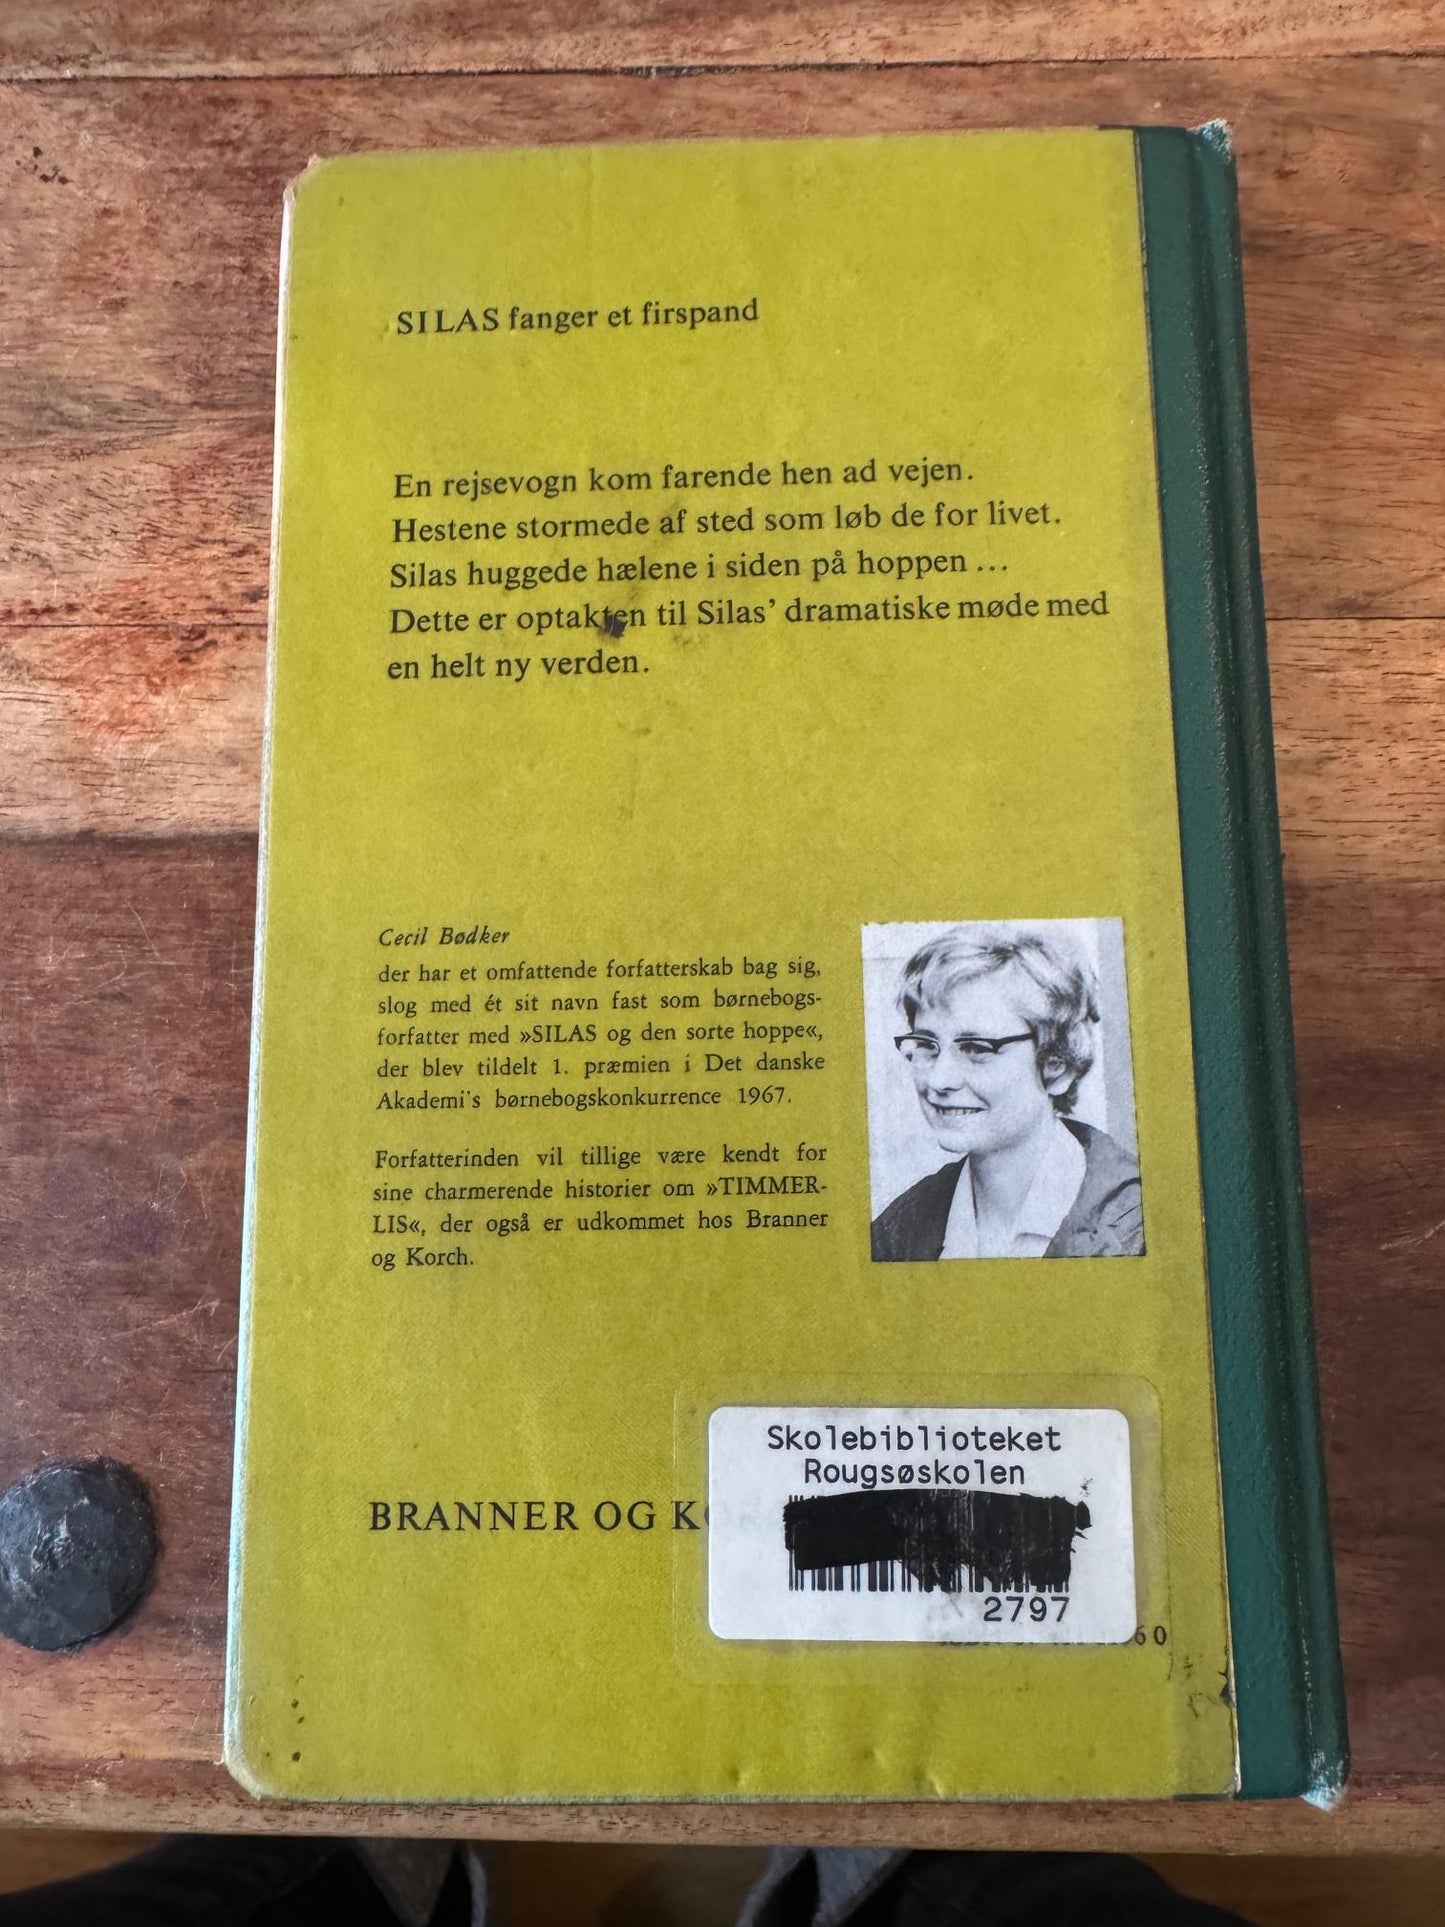 SILAS fanger et firspand
En rejsevogn kom farende hen ad vejen.
Hestene stormede af sted som løb de for livet.
Silas huggede hælene i siden på hoppen ...
Dette er optakten til Silas’ dramatiske møde med
en helt ny verden.
Cecil Bødker
der har et omfattende forfatterskab bag sig,
slog med ét sit navn fast som børnebogs-
forfatter med »SILAS og den sorte hoppe«,
der blev tildelt 1. præmien i Det danske
Akademi's børnebogskonkurrence 1967.
Forfatterinden vil tillige være kendt for
sine charmerende historier om »TIMMER-
LIS«, der også er udkommet hos Branner
og Korch.
Skolebiblioteket
Rougsøskolen
BRANNER OG
2797
60